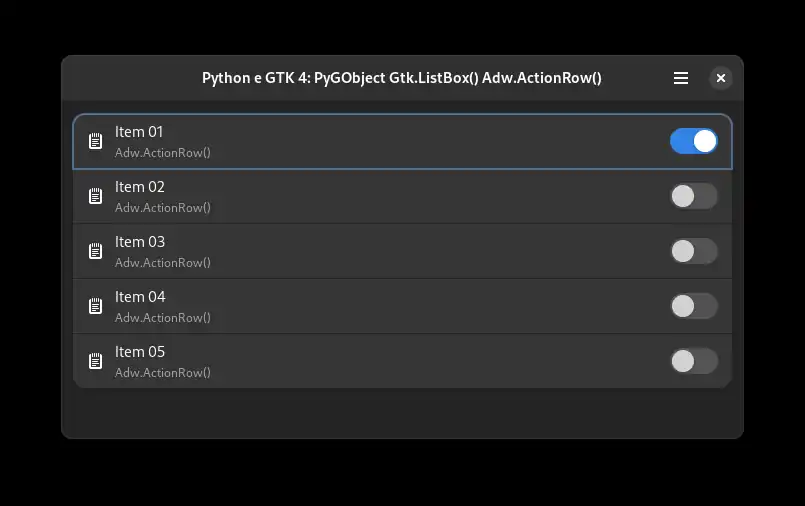 Python e GTK 4: PyGObject Gtk.ListBox() Adw.ActionRow()
Item 01
Adw.ActionRow()
Item 02
Adw.ActionRow()
Item 03
Adw.ActionRow()
Item 04
Adw.ActionRow()
Item 05
Adw.ActionRow()